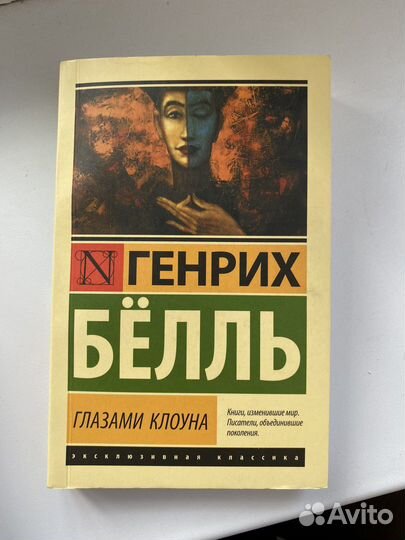 N
ГЕНРИХ
БЁЛЛЬ
ГЛАЗАМИ КЛОУНА
Книги, изменившие мир.
Писатели, объединившие
поколения.
эксклюзивная классика
Avito